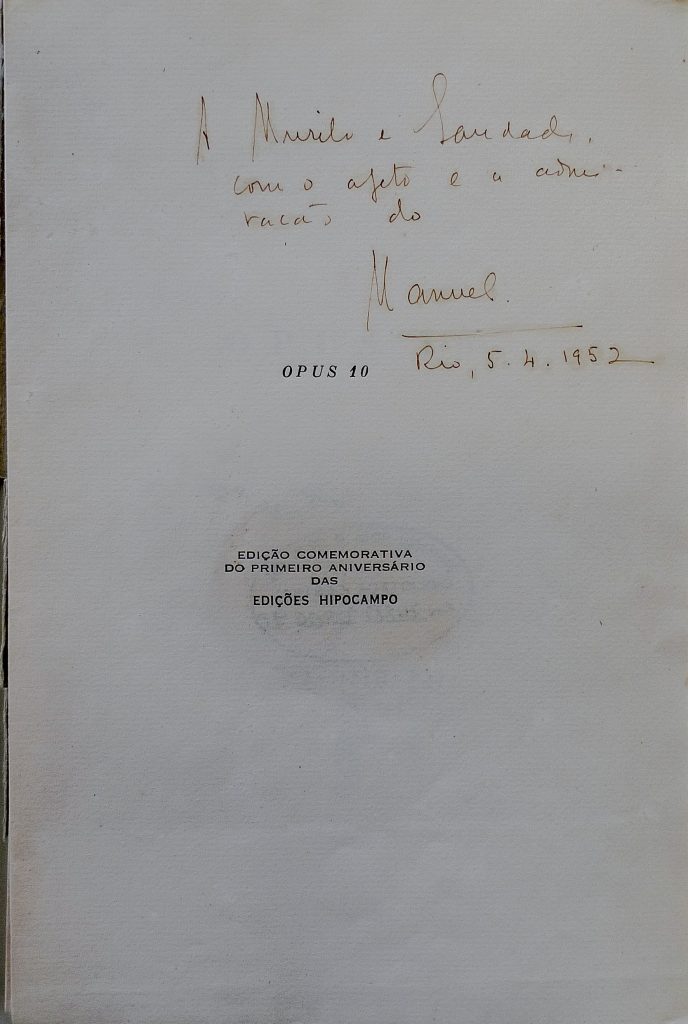 A Murilo e Saudade,
com o afeto e a admi-
ração do
Manuel.
Rio, 5.4.1952
OPUS 10
EDIÇÃO COMEMORATIVA
DO PRIMEIRO ANIVERSÁRIO
DAS
EDIÇÕES HIPOCAMPO